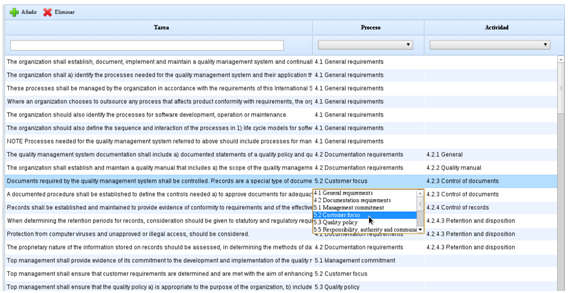 Añadir Eliminar
Tarea Proceso Actividad
The organization shall establish, document, implement and maintain a quality management system and continuall 4.1 General requirements
The organization shall a) identify the processes needed for the quality management system and their application th 4.1 General requirements
These processes shall be managed by the organization in accordance with the requirements of this International S 4.1 General requirements
Where an organization chooses to outsource any process that affects product conformity with requirements, the or 4.1 General requirements
The organization should also identify the processes for software development, operation or maintenance. 4.1 General requirements
The organization should also define the sequence and interaction of the processes in 1) life cycle models for softw 4.1 General requirements
NOTE Processes needed for the quality management system referred to above should include processes for man 4.1 General requirements
The quality management system documentation shall include a) documented statements of a quality policy and qu 4.2 Documentation requirements 4.2.1 General
The organization shall establish and maintain a quality manual that includes a) the scope of the quality management 4.2 Documentation requirements 4.2.2 Quality manual
Documents required by the quality management system shall be controlled. Records are a special type of docume 5.2 Customer focus 4.2.3 Control of documents
A documented procedure shall be established to define the controls needed a) to approve documents for adequac 4.2.3 Control of documents
4.1 General requirements
4.2 Documentation requirements
5.1 Management commitment
5.2 Customer focus
5.3 Quality policy
5.5 Responsibility, authority and commun
Records shall be established and maintained to provide evidence of conformity to requirements and of the effectiv 4.2.4 Control of records
When determining the retention periods for records, consideration should be given to statutory and regulatory requ 4.2.4.3 Retention and disposition
Protection from computer viruses and unapproved or illegal access, should be considered. 4.2 Documentation requirements 4.2.4.3 Retention and disposition
The proprietary nature of the information stored on records should be assessed, in determining the methods of da 4.2 Documentation requirements 4.2.4.3 Retention and disposition
Top management shall provide evidence of its commitment to the development and implementation of the quality r 5.1 Management commitment
Top management shall ensure that customer requirements are determined and are met with the aim of enhancing 5.2 Customer focus
Top management shall ensure that the quality policy a) is appropriate to the purpose of the organization, b) include 5.3 Quality policy